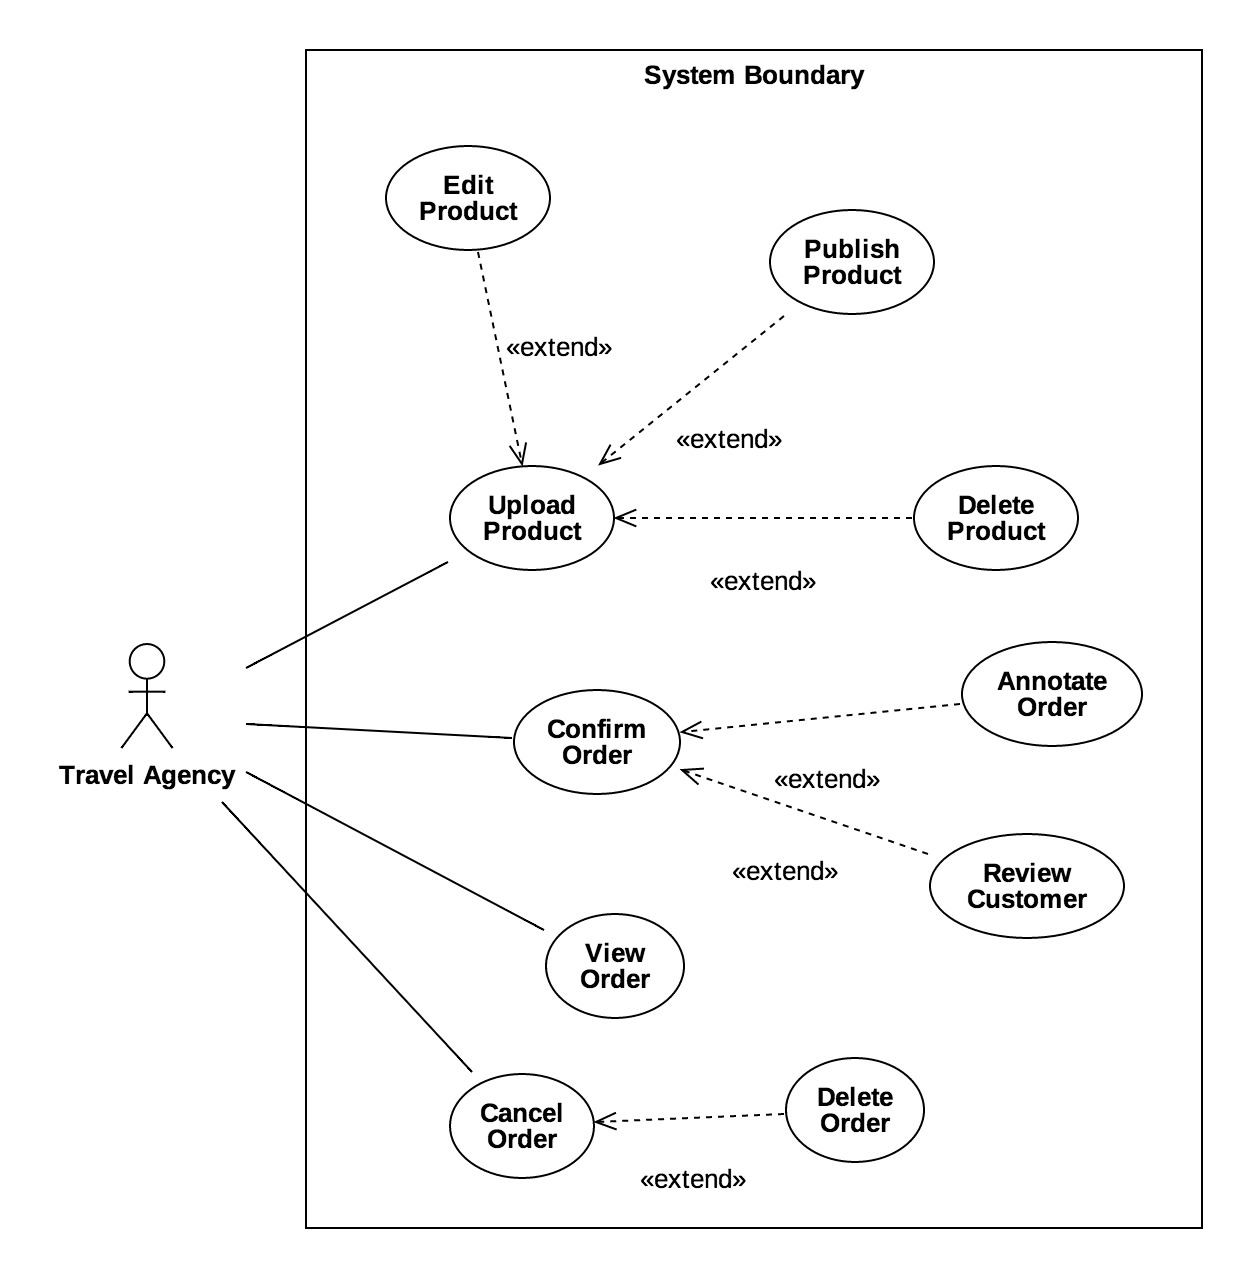 System Boundary
Edit
Product
Publish
Product
«extend»
«extend»
Upload
Product
Delete
Product
«extend»
Annotate
Order
Confirm
Order
Travel Agency
«extend»
«extend»
Review
Customer
View
Order
Delete
Order
Cancel
Order
«extend»